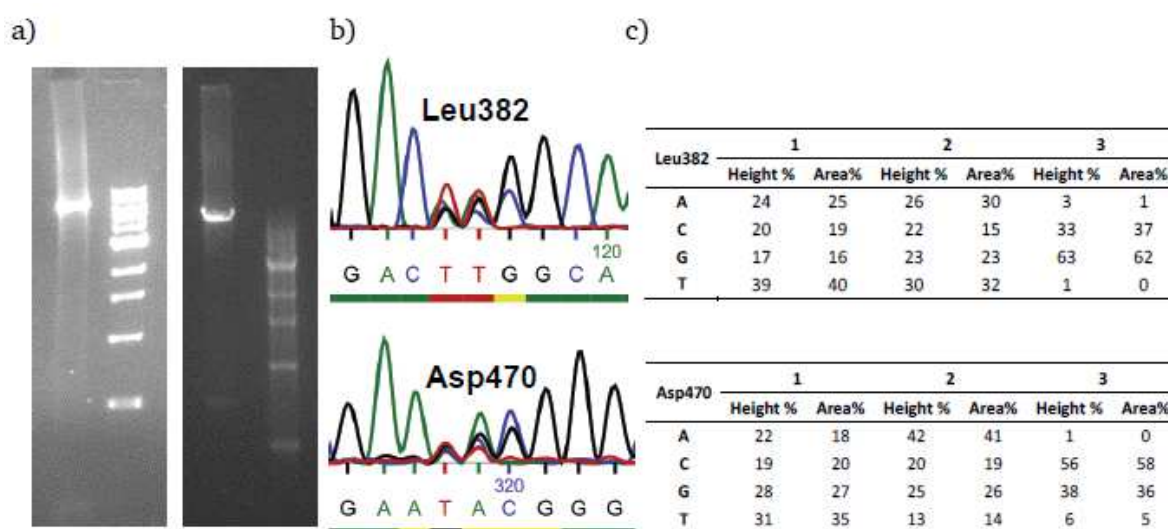 a)
b)
c)
Leu382
120
G A C T T G G C A
Asp470
320
G A A T A C G G G
Leu382 1 2 3
Height % Area% Height % Area% Height % Area%
A 24 25 26 30 3 1
C 20 19 22 15 33 37
G 17 16 23 23 63 62
T 39 40 30 32 1 0
Asp470 1 2 3
Height % Area% Height % Area% Height % Area%
A 22 18 42 41 1 0
C 19 20 20 19 56 58
G 28 27 25 26 38 36
T 31 35 13 14 6 5